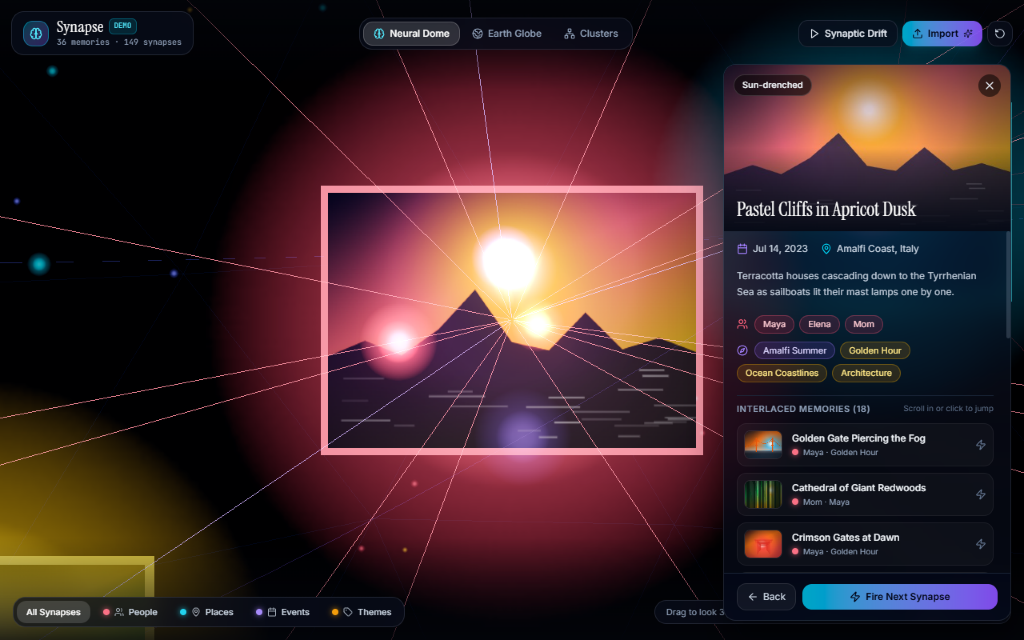 Synapse DEMO
36 memories · 149 synapses
Neural Dome
Earth Globe
Clusters
Synaptic Drift
Import
Sun-drenched
Pastel Cliffs in Apricot Dusk
Jul 14, 2023
Amalfi Coast, Italy
Terracotta houses cascading down to the Tyrrhenian
Sea as sailboats lit their mast lamps one by one.
Maya
Elena
Mom
Amalfi Summer
Golden Hour
Ocean Coastlines
Architecture
INTERLACED MEMORIES (18)
Scroll in or click to jump
Golden Gate Piercing the Fog
Maya · Golden Hour
Cathedral of Giant Redwoods
Mom · Maya
Crimson Gates at Dawn
Maya · Golden Hour
Back
Fire Next Synapse
All Synapses
People
Places
Events
Themes
Drag to look 3